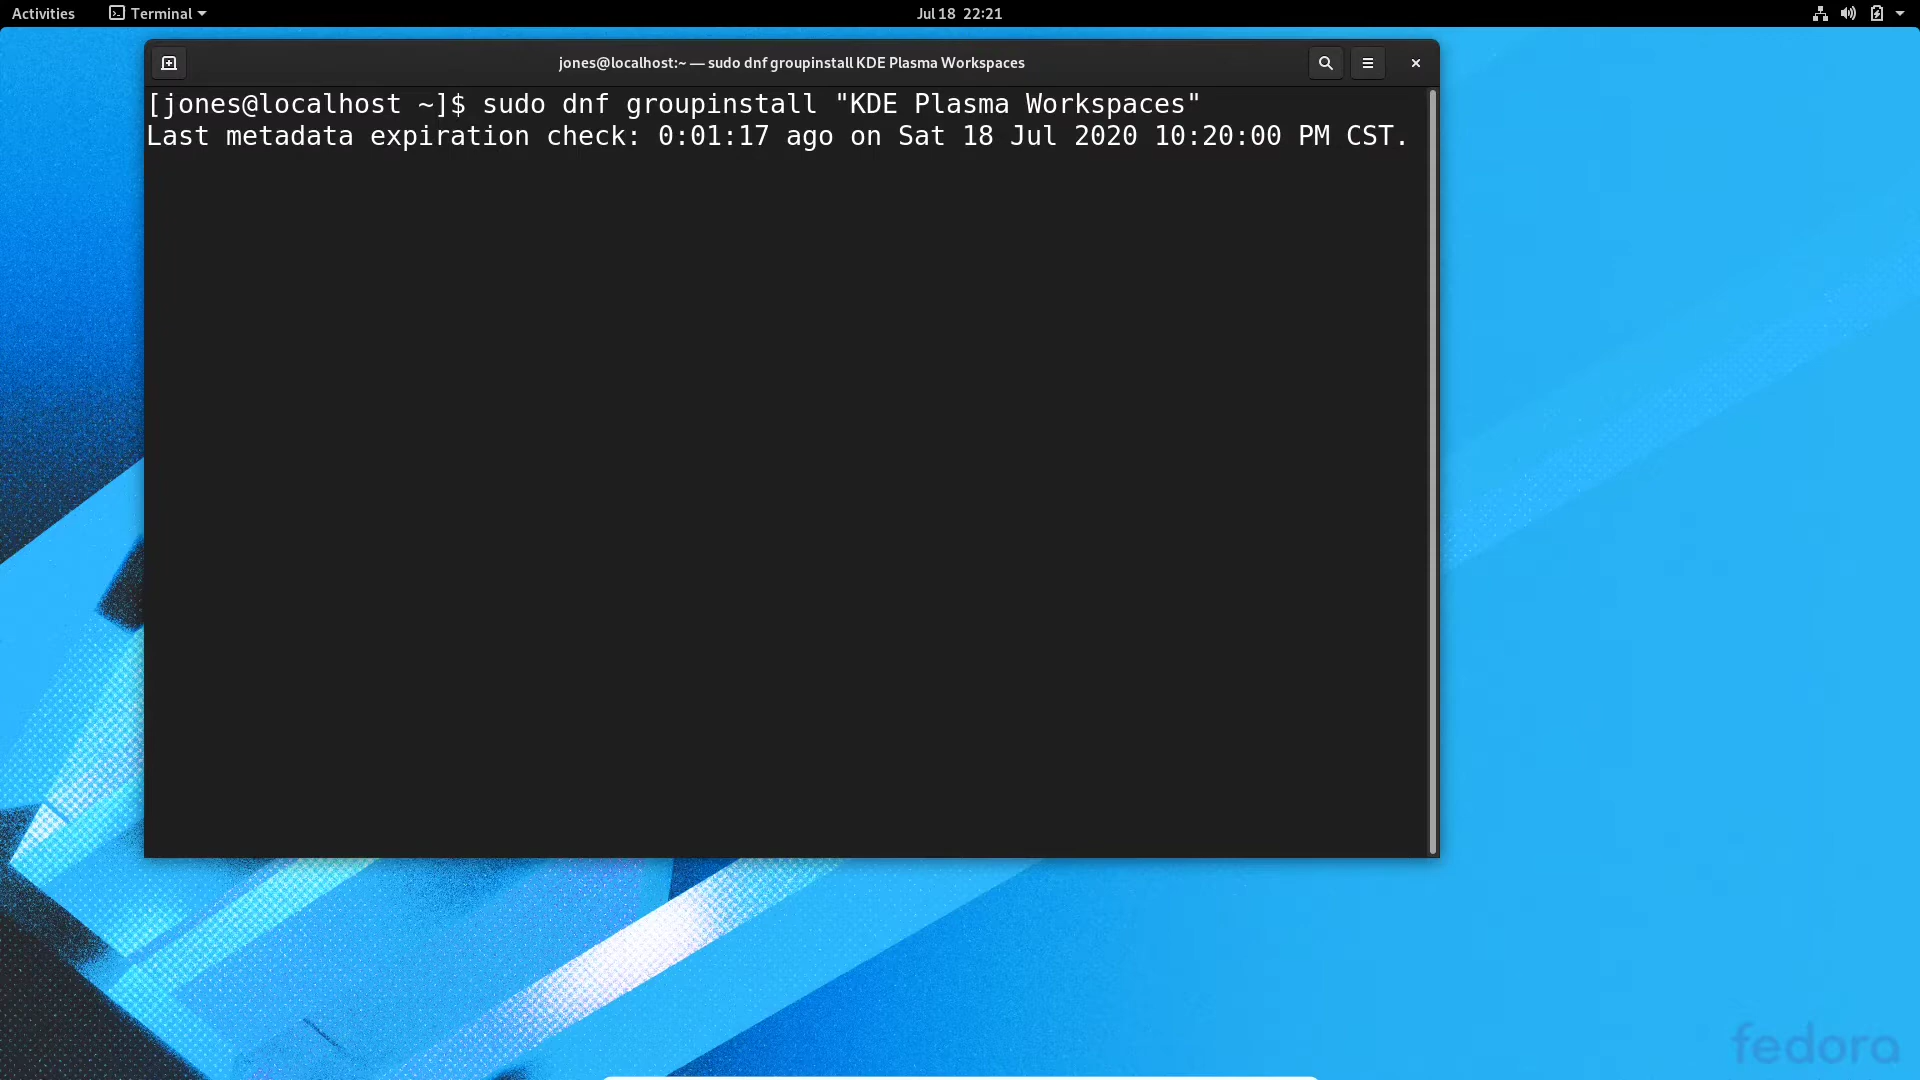 Activities
Terminal
Jul 18 22:21
jones@localhost:~ — sudo dnf groupinstall KDE Plasma Workspaces
[jones@localhost ~]$ sudo dnf groupinstall "KDE Plasma Workspaces"
Last metadata expiration check: 0:01:17 ago on Sat 18 Jul 2020 10:20:00 PM CST.
fedora